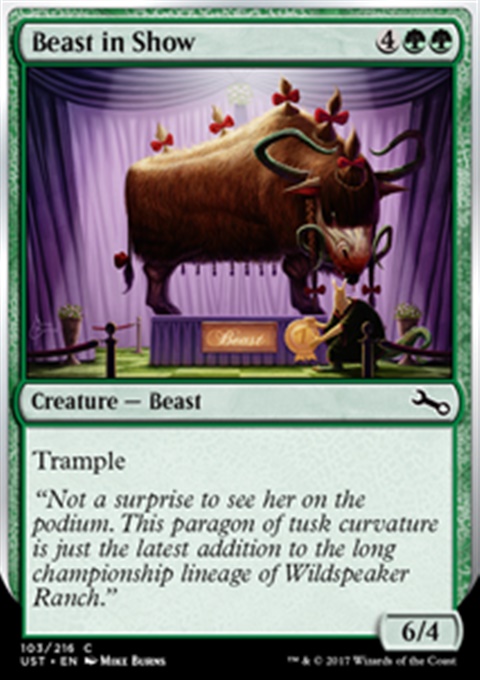 Beast in Show 4
Beast
1
Creature — Beast
Trample
“Not a surprise to see her on the
podium. This paragon of tusk curvature
is just the latest addition to the long
championship lineage of Wildspeaker
Ranch.”
6/4
103/216 C
UST • EN Mike Burns
™ & © 2017 Wizards of the Coast